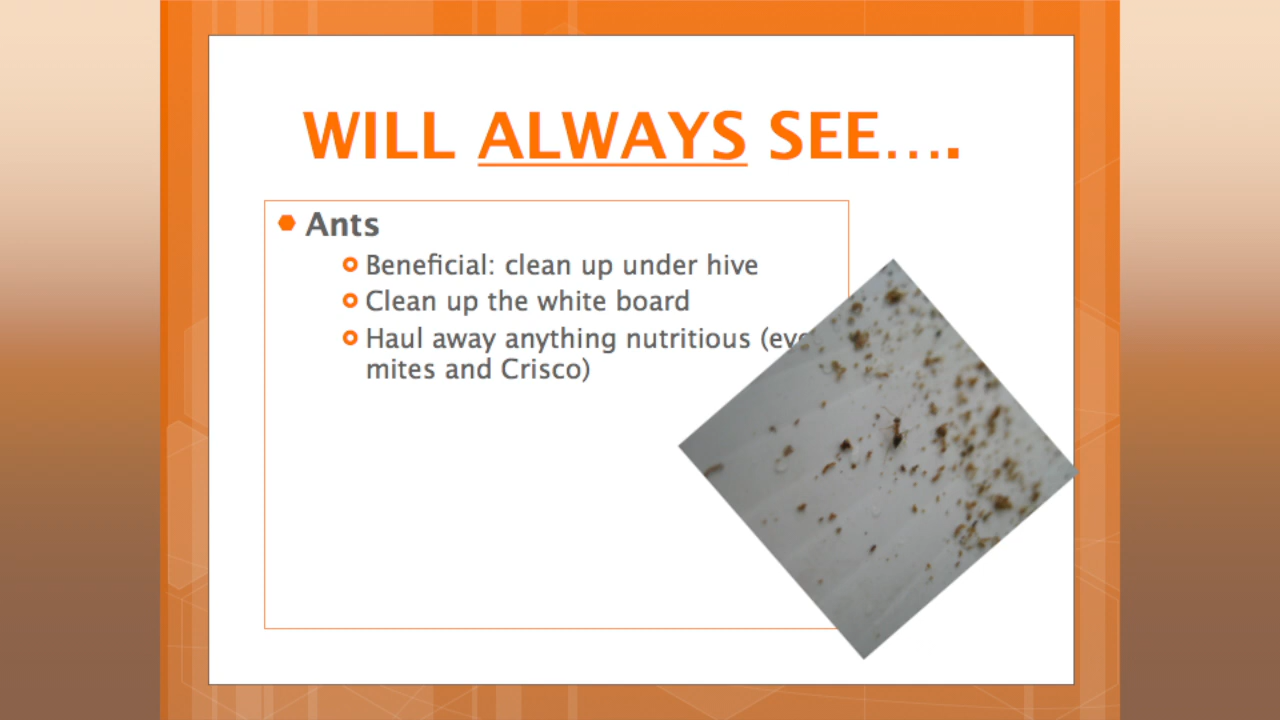 WILL ALWAYS SEE….
Ants
Beneficial: clean up under hive
Clean up the white board
Haul away anything nutritious
mites and Crisco)